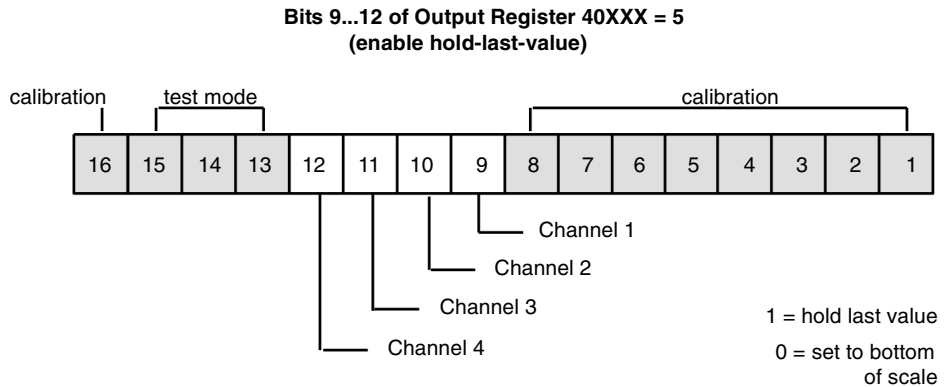 Bits 9...12 of Output Register 40XXX = 5
(enable hold-last-value)
calibration
test mode
calibration
16 15 14 13 12 11 10 9 8 7 6 5 4 3 2 1
Channel 1
Channel 2
Channel 3
Channel 4
1 = hold last value
0 = set to bottom
of scale